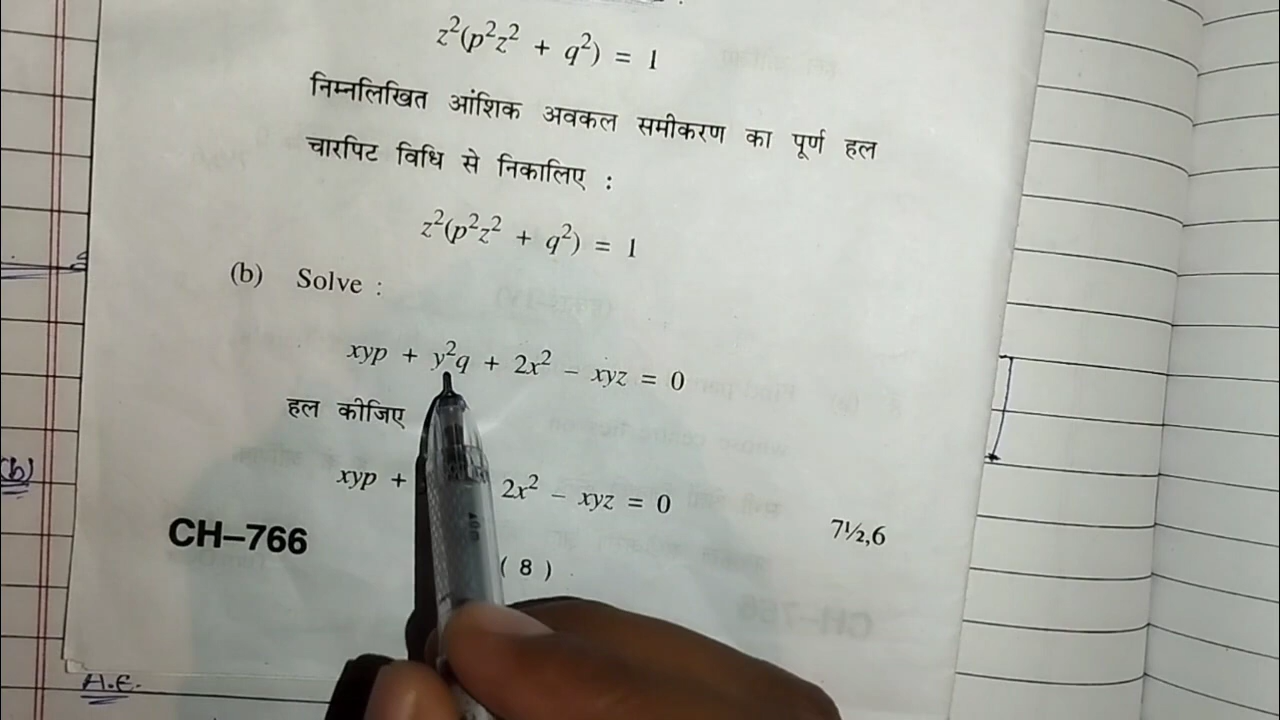 z²(p²z² + q²) = 1
निम्नलिखित आंशिक अवकल समीकरण का पूर्ण हल
चारपिट विधि से निकालिए :
z²(p²z² + q²) = 1
(b) Solve :
xyp + y²q + 2x² – xyz = 0
हल कीजिए
xyp + 2x² – xyz = 0
7½,6
CH–766
( 8 )
(b)
A.E.